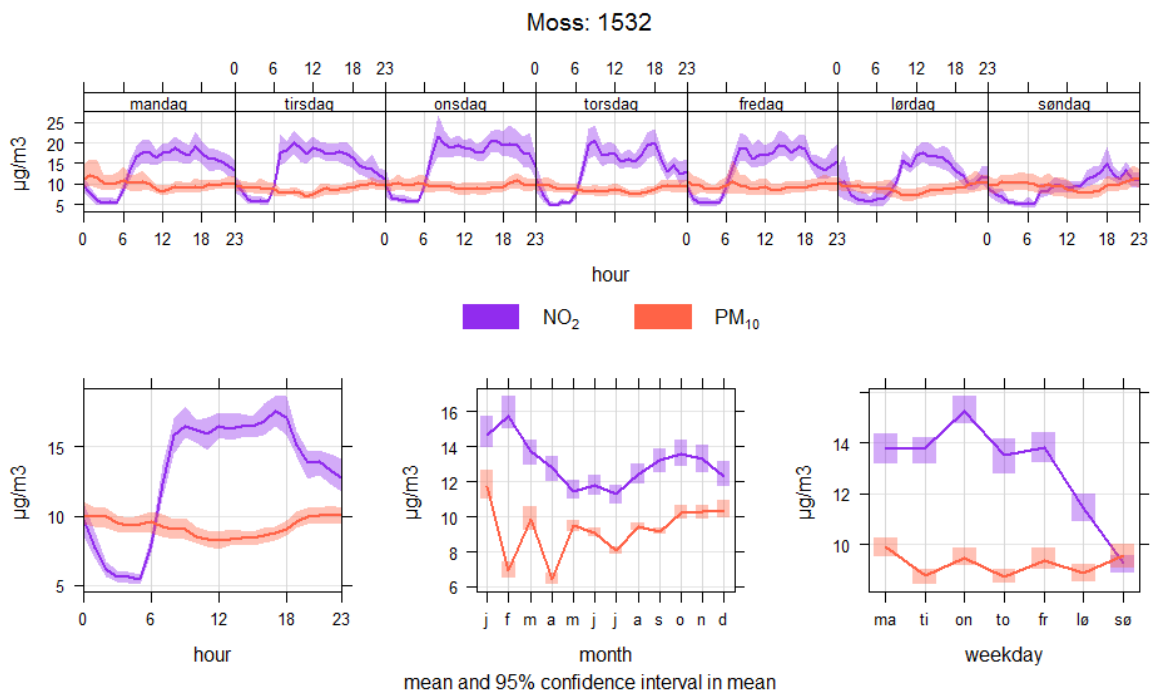 Moss: 1532
0 6 12 18 23 0 6 12 18 23 0 6 12 18 23
mandag tirsdag onsdag torsdag fredag lørdag søndag
25
20
15
10
5
µg/m3
0 6 12 18 23 0 6 12 18 23 0 6 12 18 23 0 6 12 18 23
hour
NO₂ PM₁₀
15
10
5
µg/m3
0 6 12 18 23
hour
16
14
12
10
8
6
µg/m3
j f m a m j j a s o n d
month
14
12
10
µg/m3
ma ti on to fr lø sø
weekday
mean and 95% confidence interval in mean